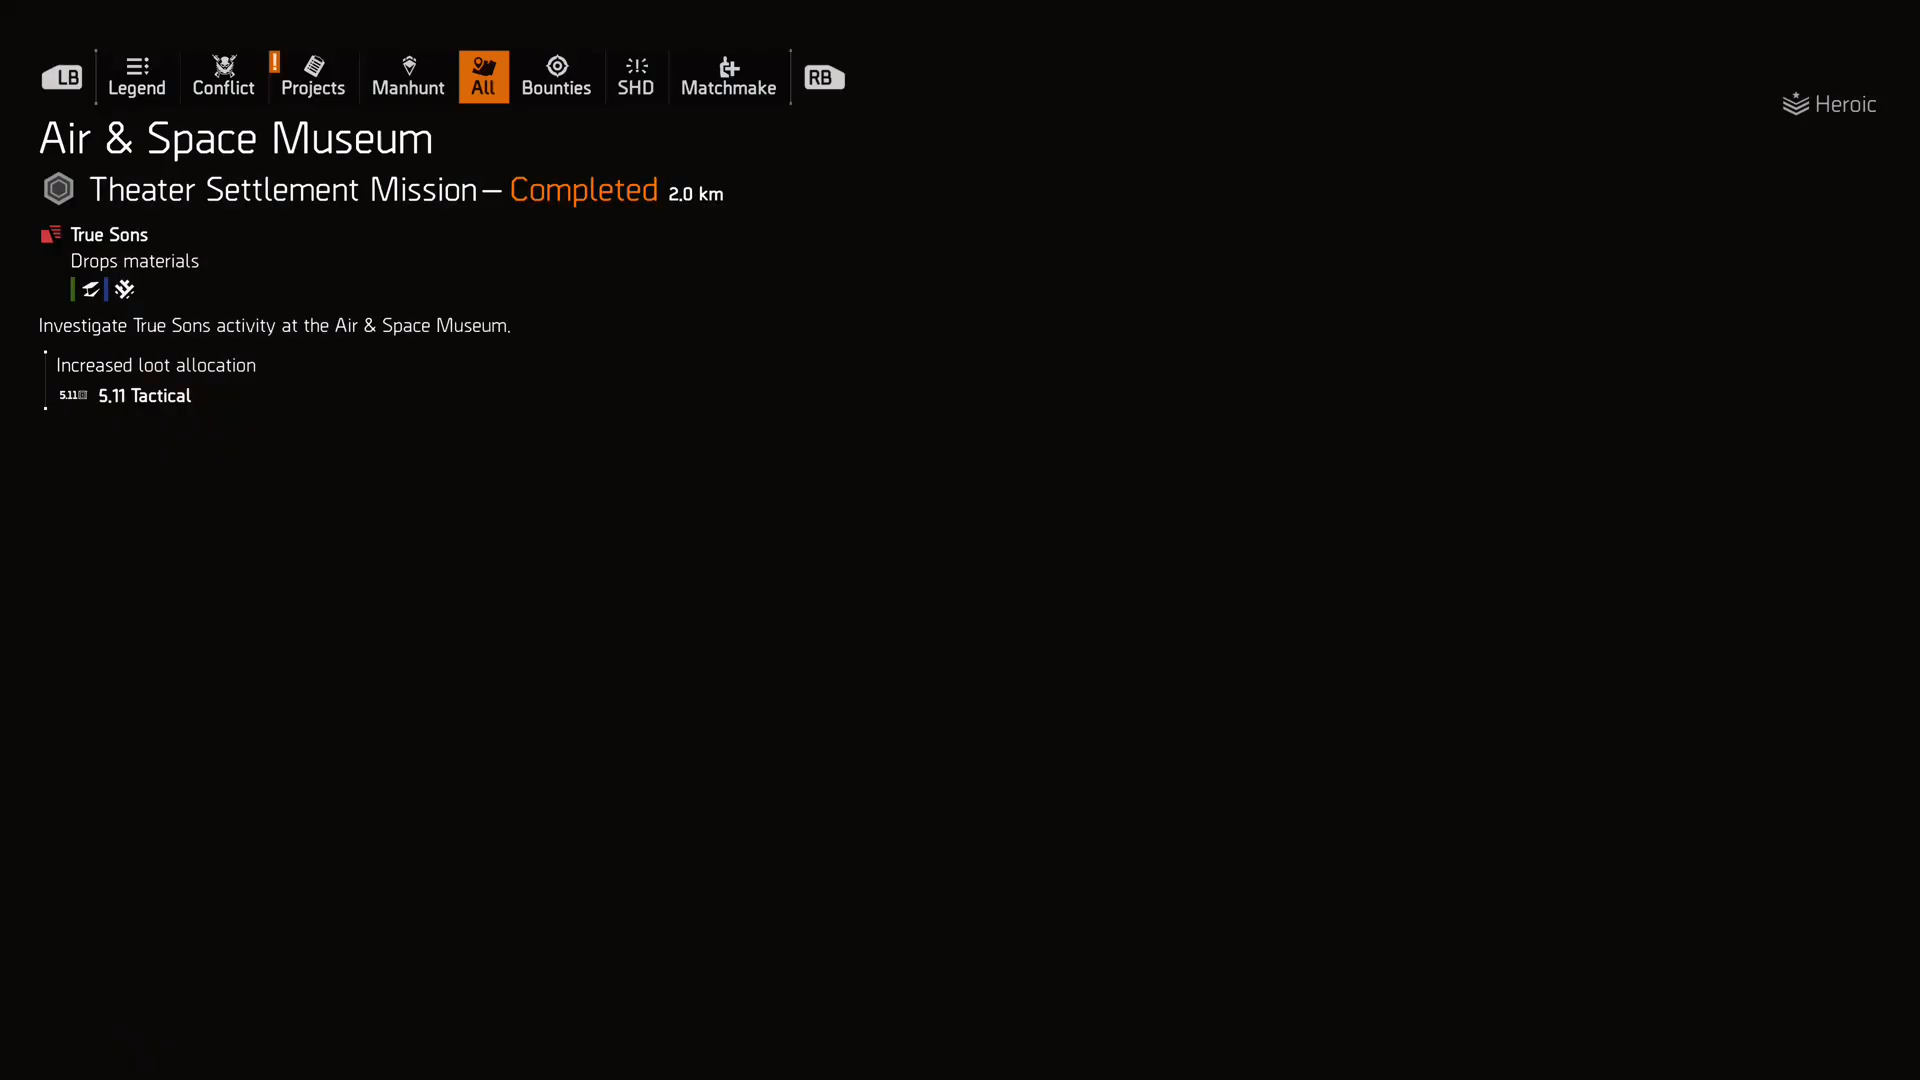 LB
Legend
Conflict
!
Projects
Manhunt
All
Bounties
SHD
Matchmake
RB
Heroic
Air & Space Museum
Theater Settlement Mission — Completed 2.0 km
True Sons
Drops materials
Investigate True Sons activity at the Air & Space Museum.
Increased loot allocation
5.11 5.11 Tactical